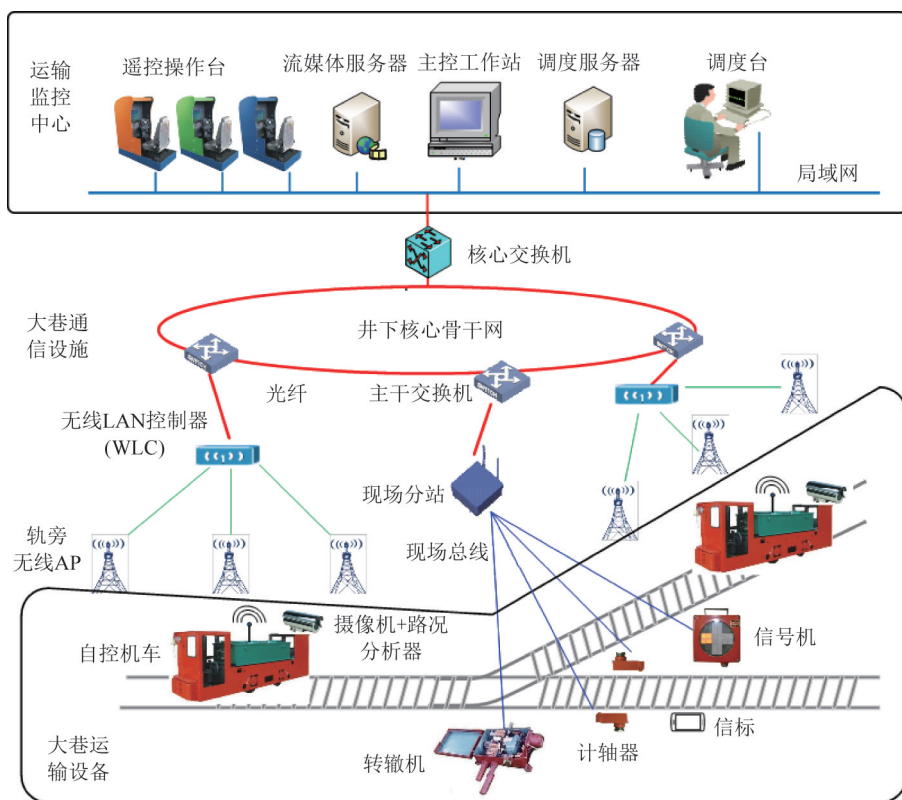 运输
监控
中心
遥控操作台
流媒体服务器
主控工作站
调度服务器
调度台
局域网
核心交换机
大巷通
信设施
井下核心骨干网
光纤
主干交换机
无线LAN控制器
(WLC)
现场分站
轨旁
无线AP
现场总线
自控机车
摄像机+路况
分析器
信号机
信标
计轴器
转辙机
大巷运
输设备